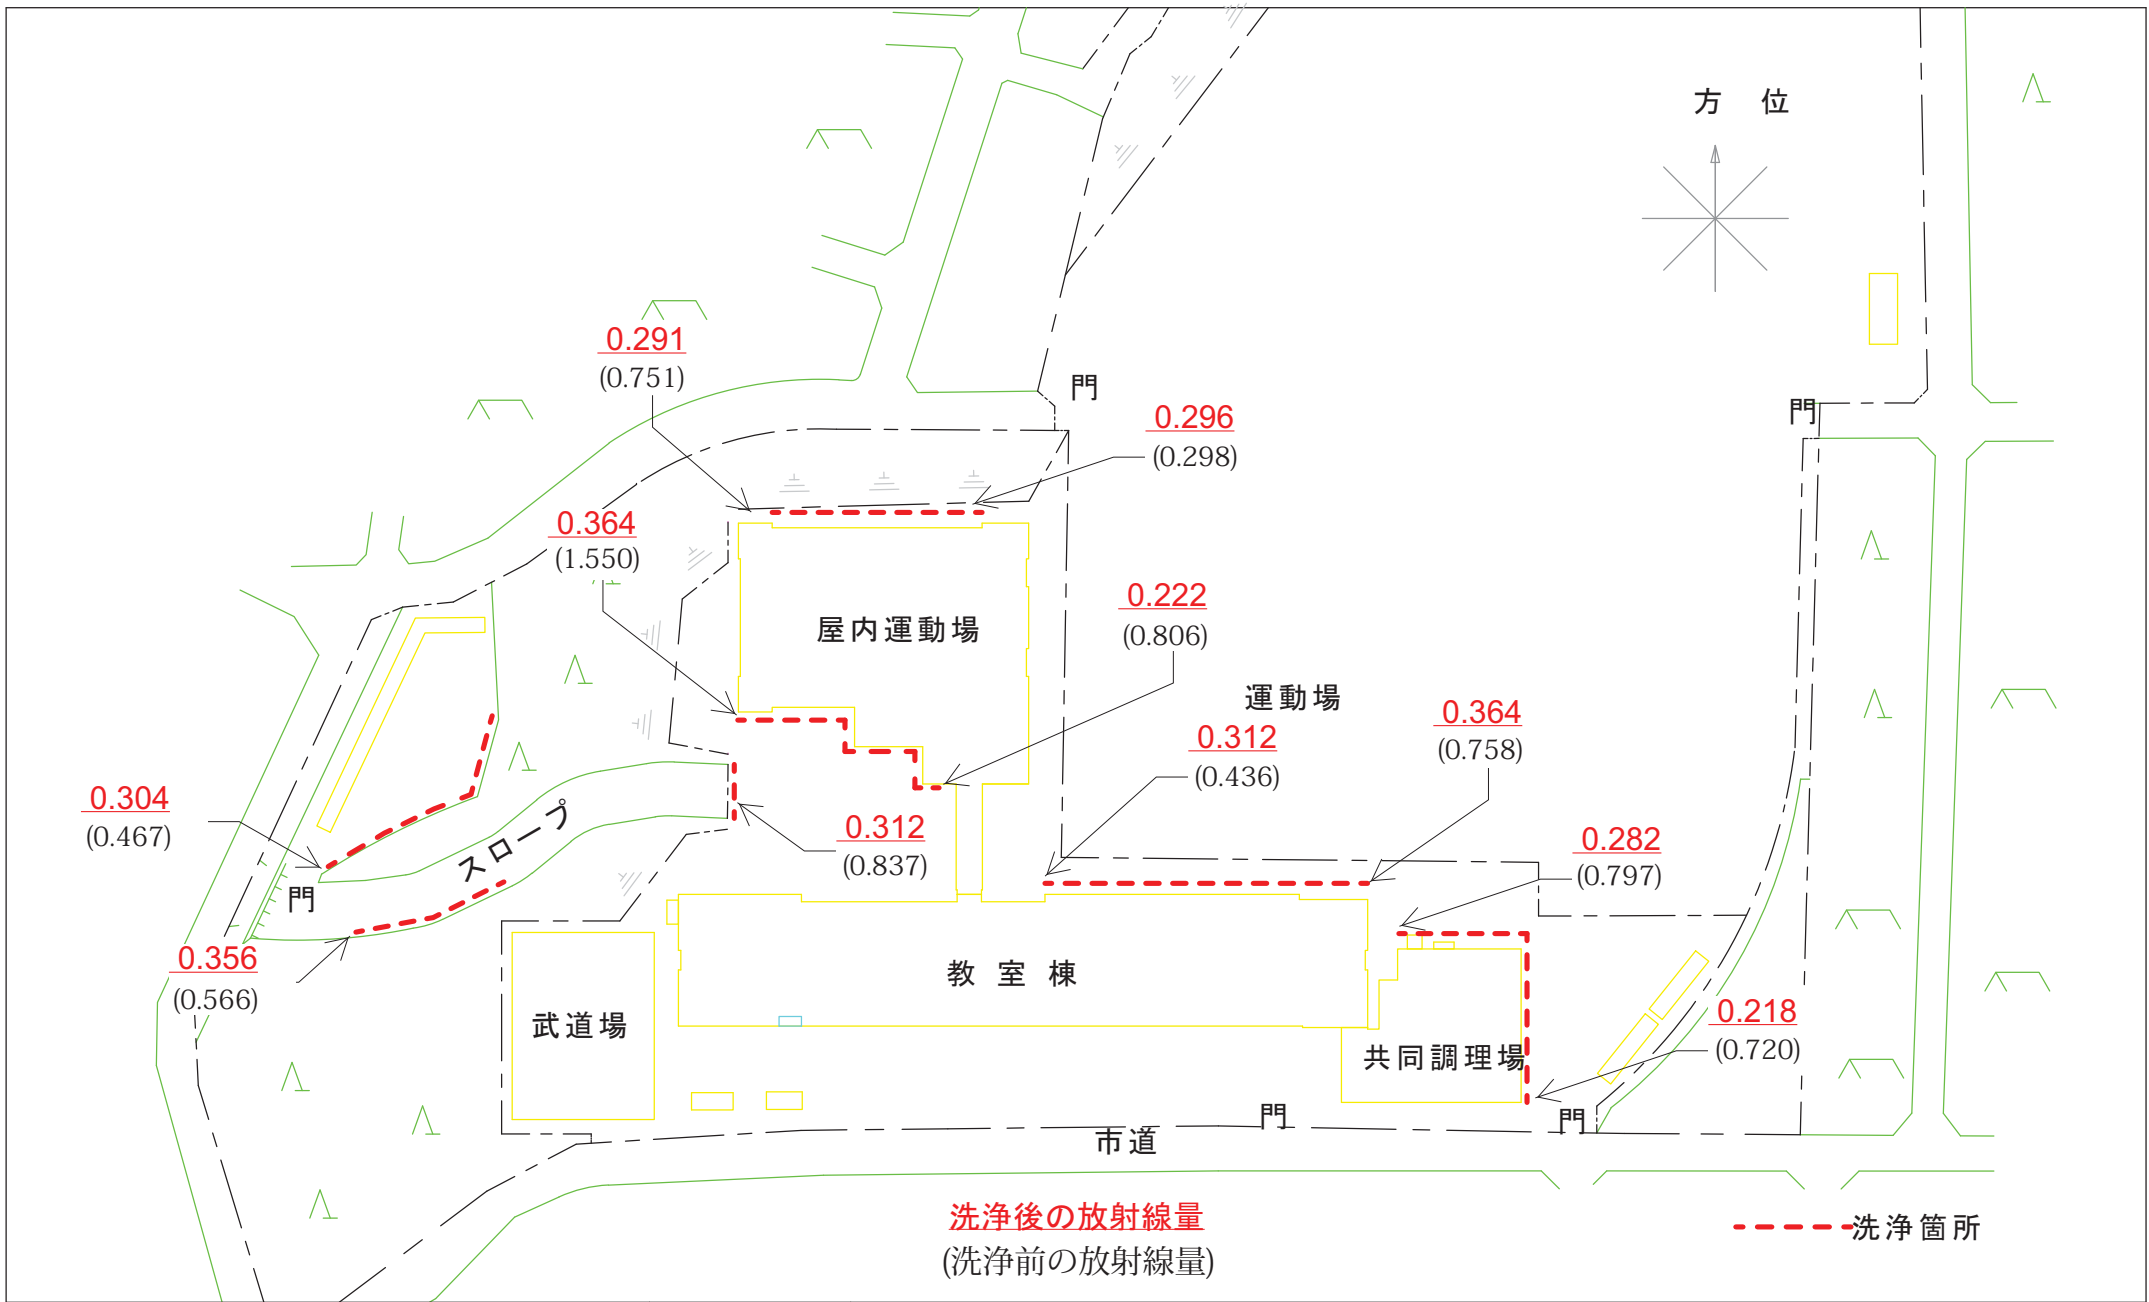 方 位
0.291
(0.751)
門
門
0.296
(0.298)
0.364
(1.550)
0.222
(0.806)
屋内運動場
運動場
0.364
(0.758)
0.312
(0.436)
0.304
(0.467)
スロープ
0.312
(0.837)
0.282
(0.797)
門
0.356
(0.566)
教室棟
武道場
0.218
(0.720)
共同調理場
門
門
市道
洗浄後の放射線量
(洗浄前の放射線量)
洗浄箇所